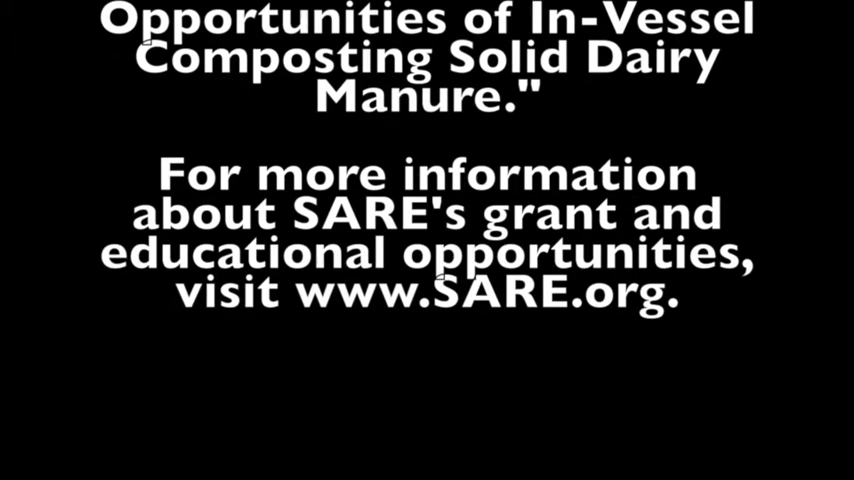 Opportunities of In-Vessel
Composting Solid Dairy
Manure."
For more information
about SARE's grant and
educational opportunities,
visit www.SARE.org.